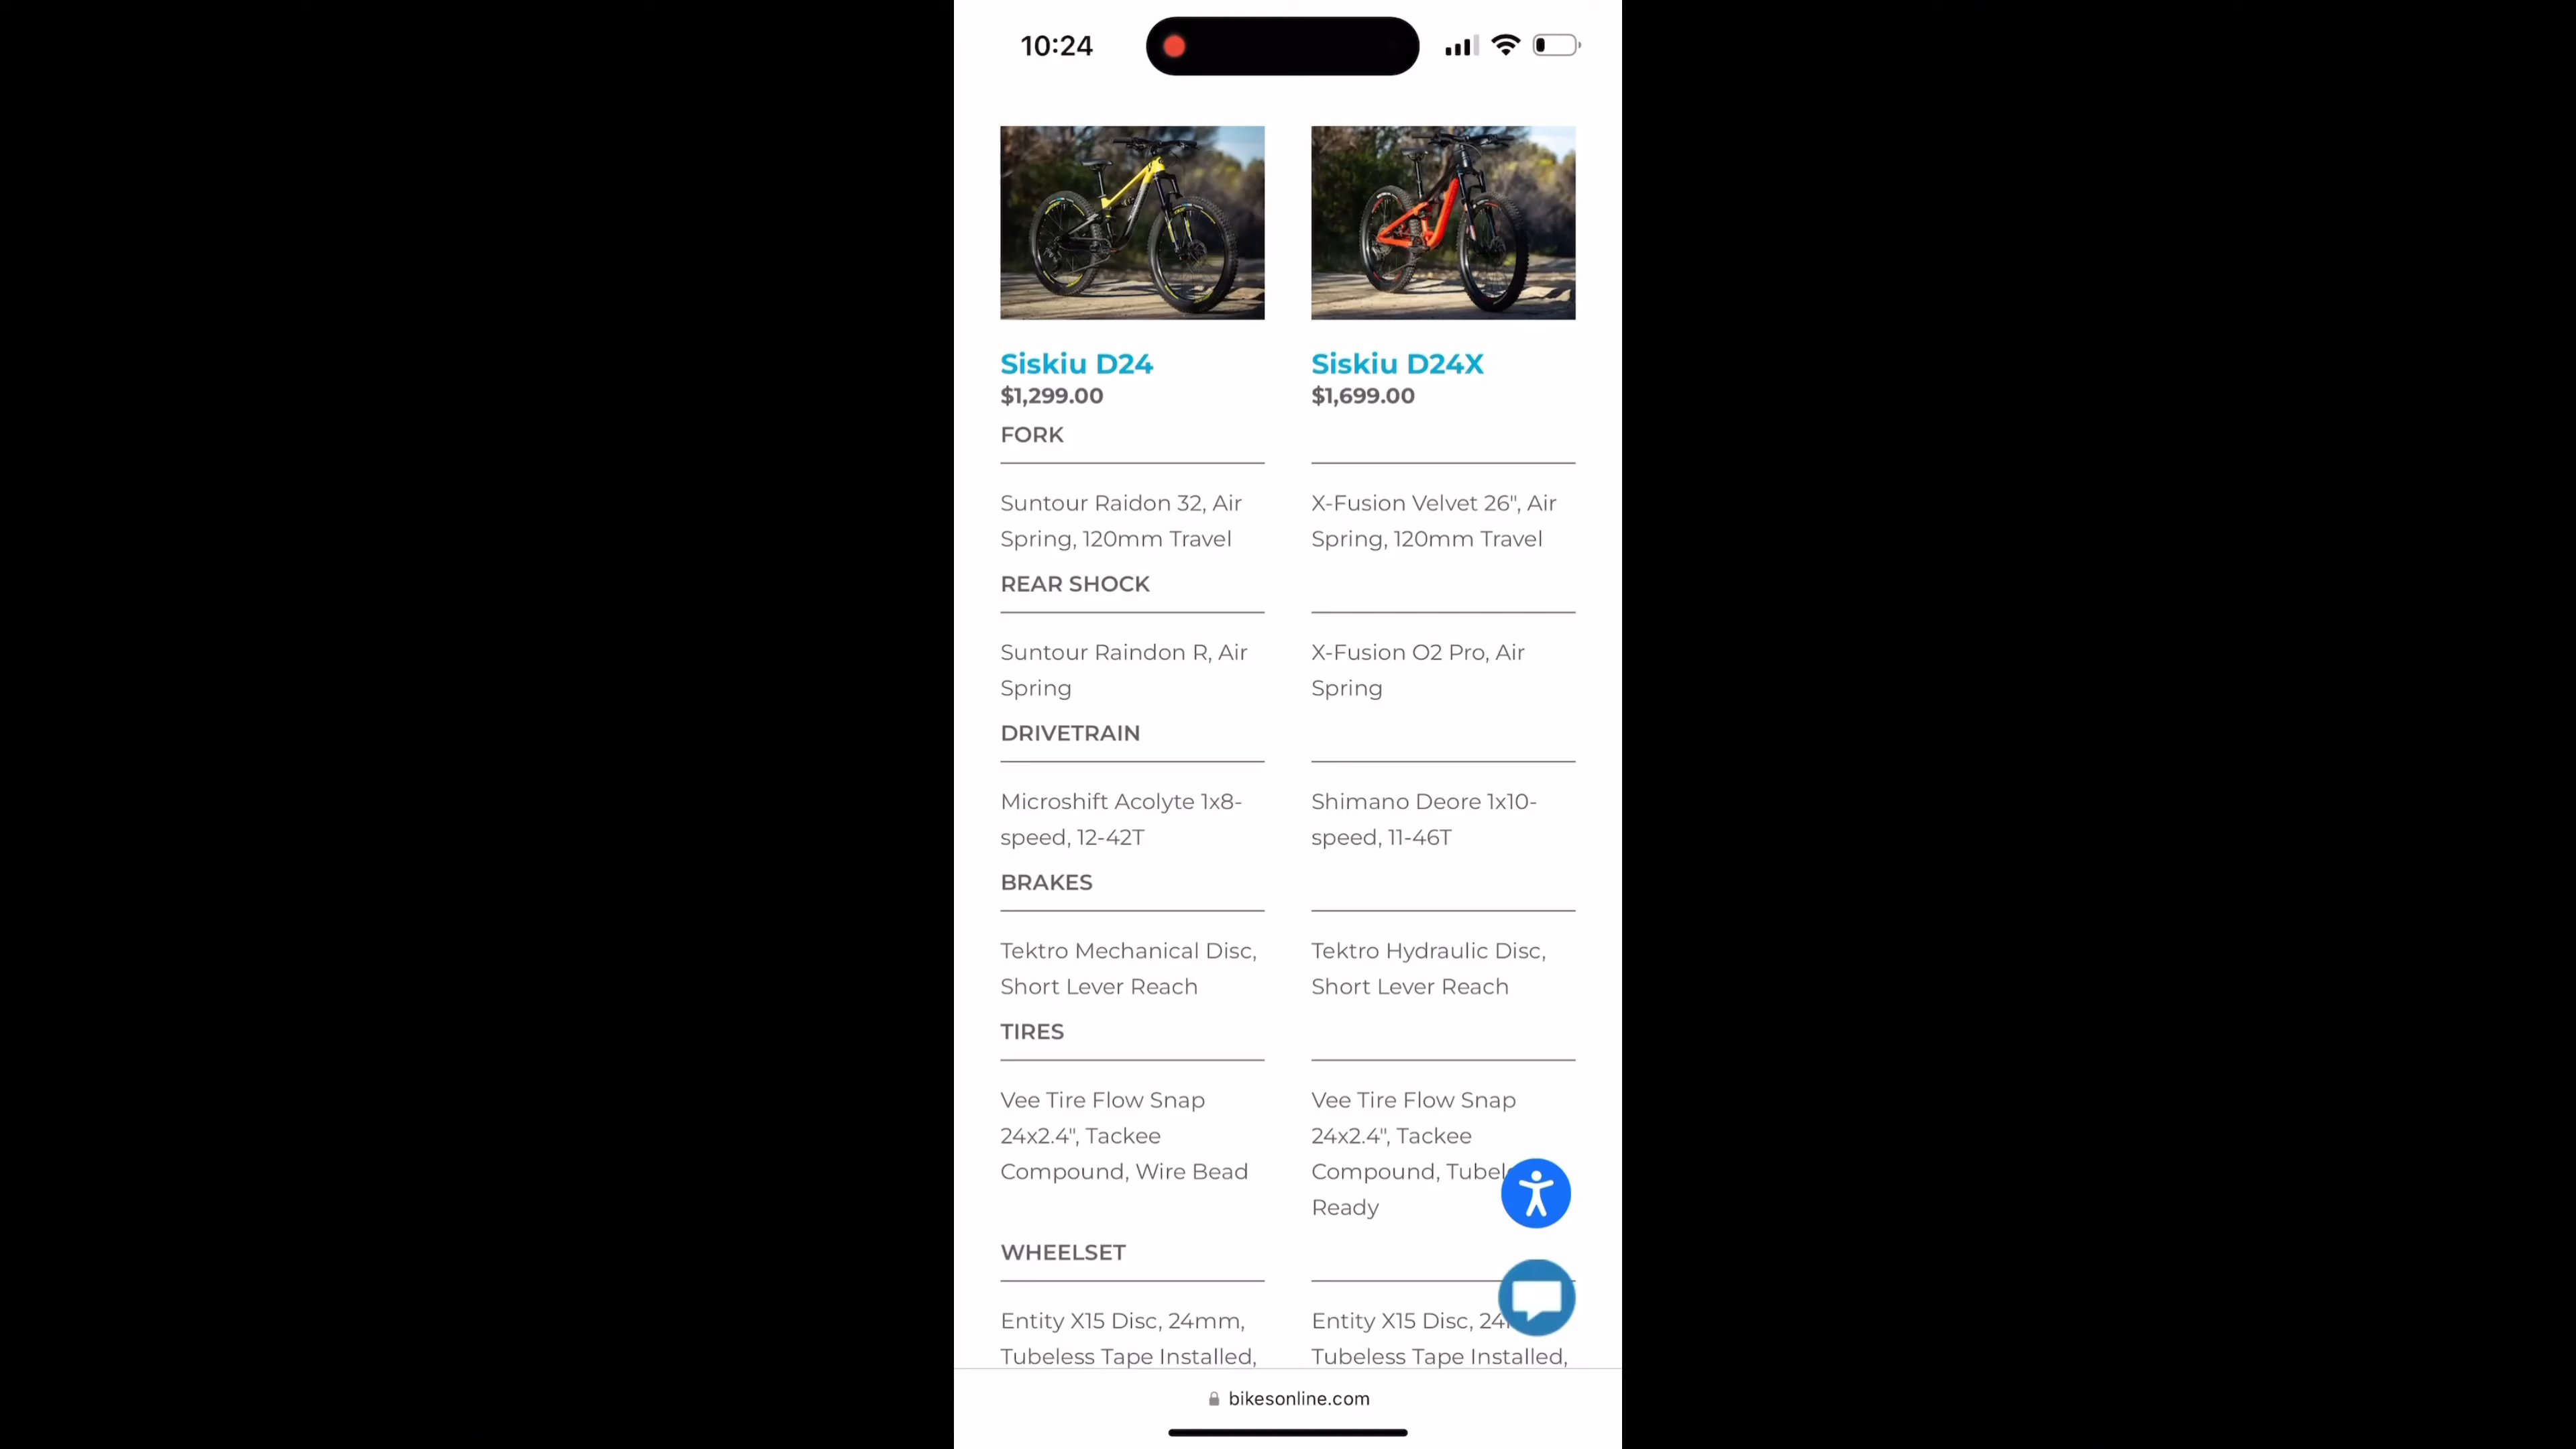 10:24
Siskiu D24
$1,299.00
Siskiu D24X
$1,699.00
FORK
Suntour Raidon 32, Air
Spring, 120mm Travel
X-Fusion Velvet 26", Air
Spring, 120mm Travel
REAR SHOCK
Suntour Raindon R, Air
Spring
X-Fusion O2 Pro, Air
Spring
DRIVETRAIN
Microshift Acolyte 1x8-
speed, 12-42T
Shimano Deore 1x10-
speed, 11-46T
BRAKES
Tektro Mechanical Disc,
Short Lever Reach
Tektro Hydraulic Disc,
Short Lever Reach
TIRES
Vee Tire Flow Snap
24x2.4", Tackee
Compound, Wire Bead
Vee Tire Flow Snap
24x2.4", Tackee
Compound,
Ready
WHEELSET
Entity X15 Disc, 24mm,
Tubeless Tape Installed,
Entity X15 Disc,
Tubeless Tape Installed,
bikesonline.com